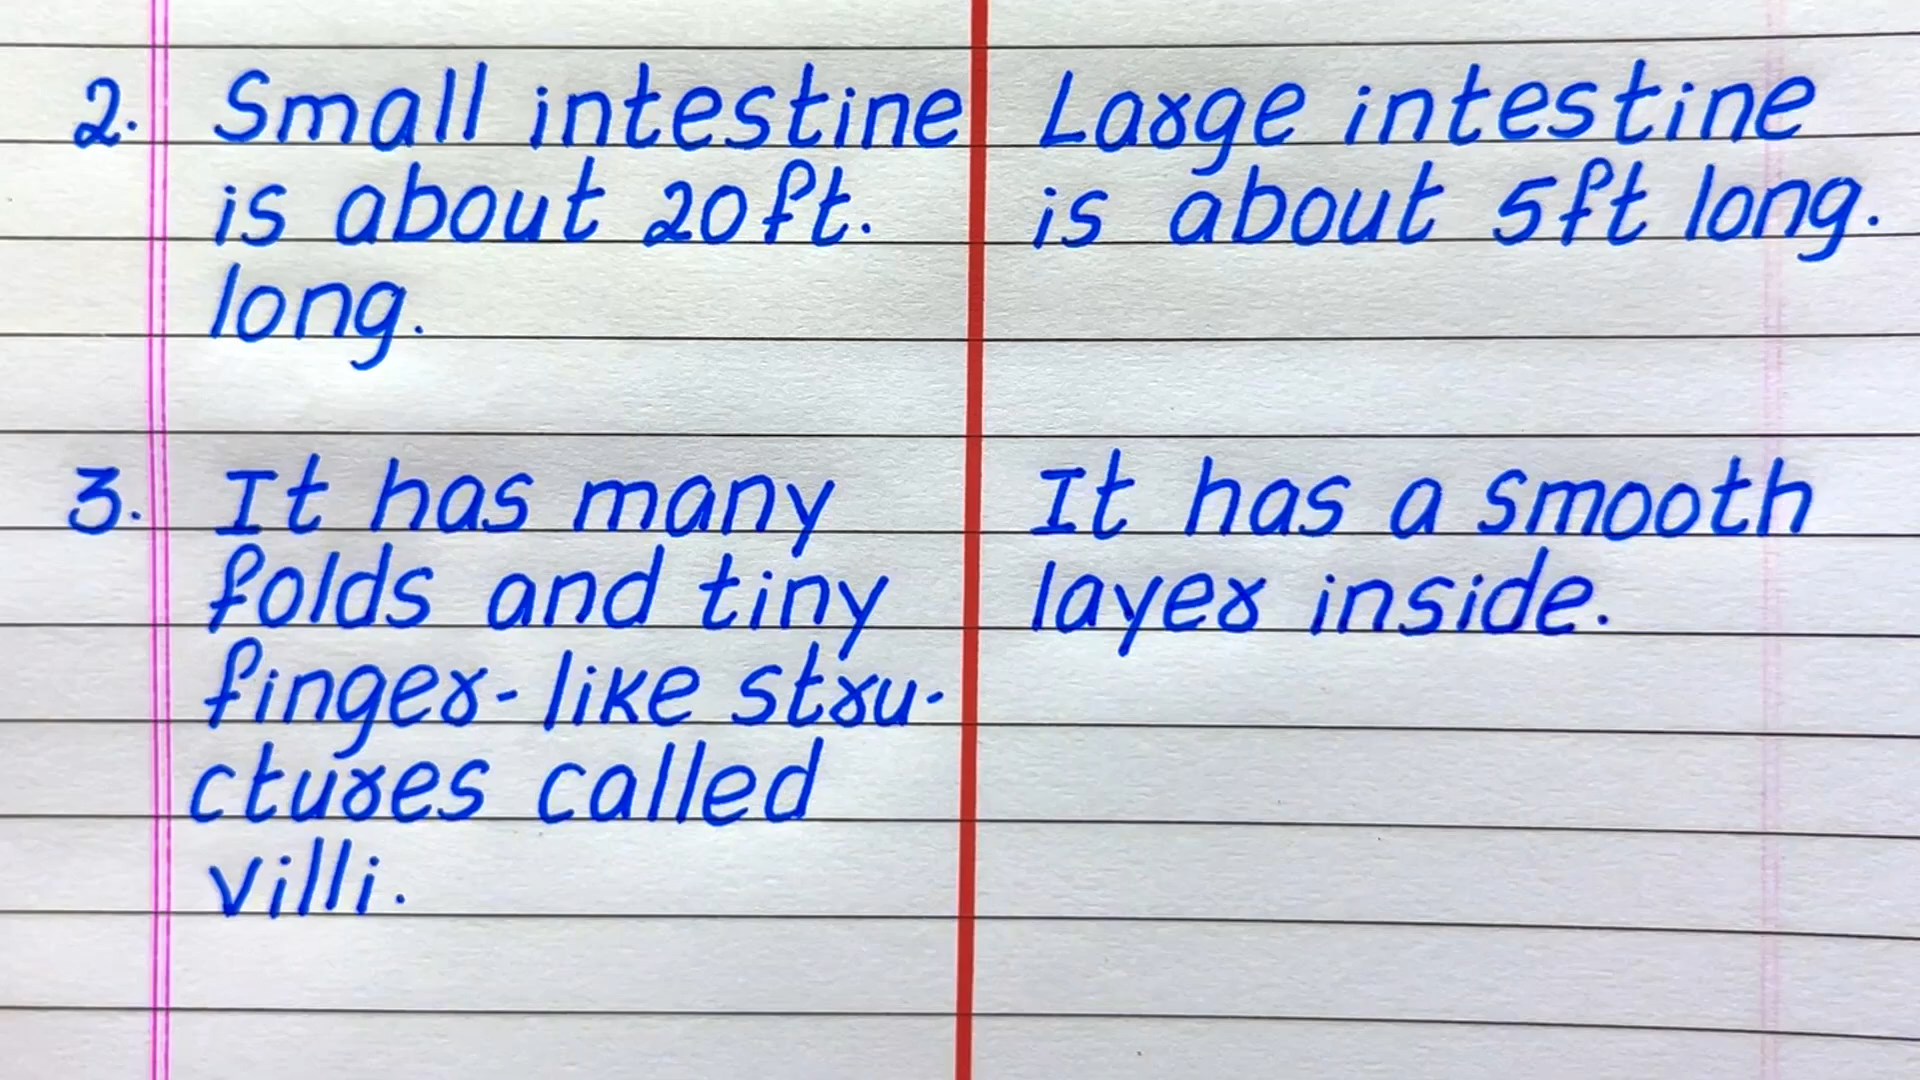 2. Small intestine
is about 20ft.
long.
Large intestine
is about 5ft long.
3. It has many
folds and tiny
finger-like stru-
ctures called
villi.
It has a smooth
layer inside.